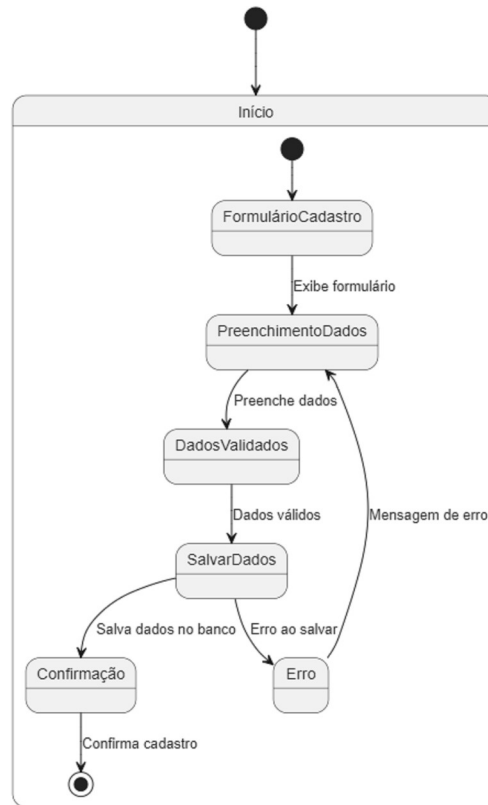 Início
FormulárioCadastro
Exibe formulário
PreenchimentoDados
Preenche dados
DadosValidados
Dados válidos
Mensagem de erro
SalvarDados
Salva dados no banco
Erro ao salvar
Confirmação
Erro
Confirma cadastro